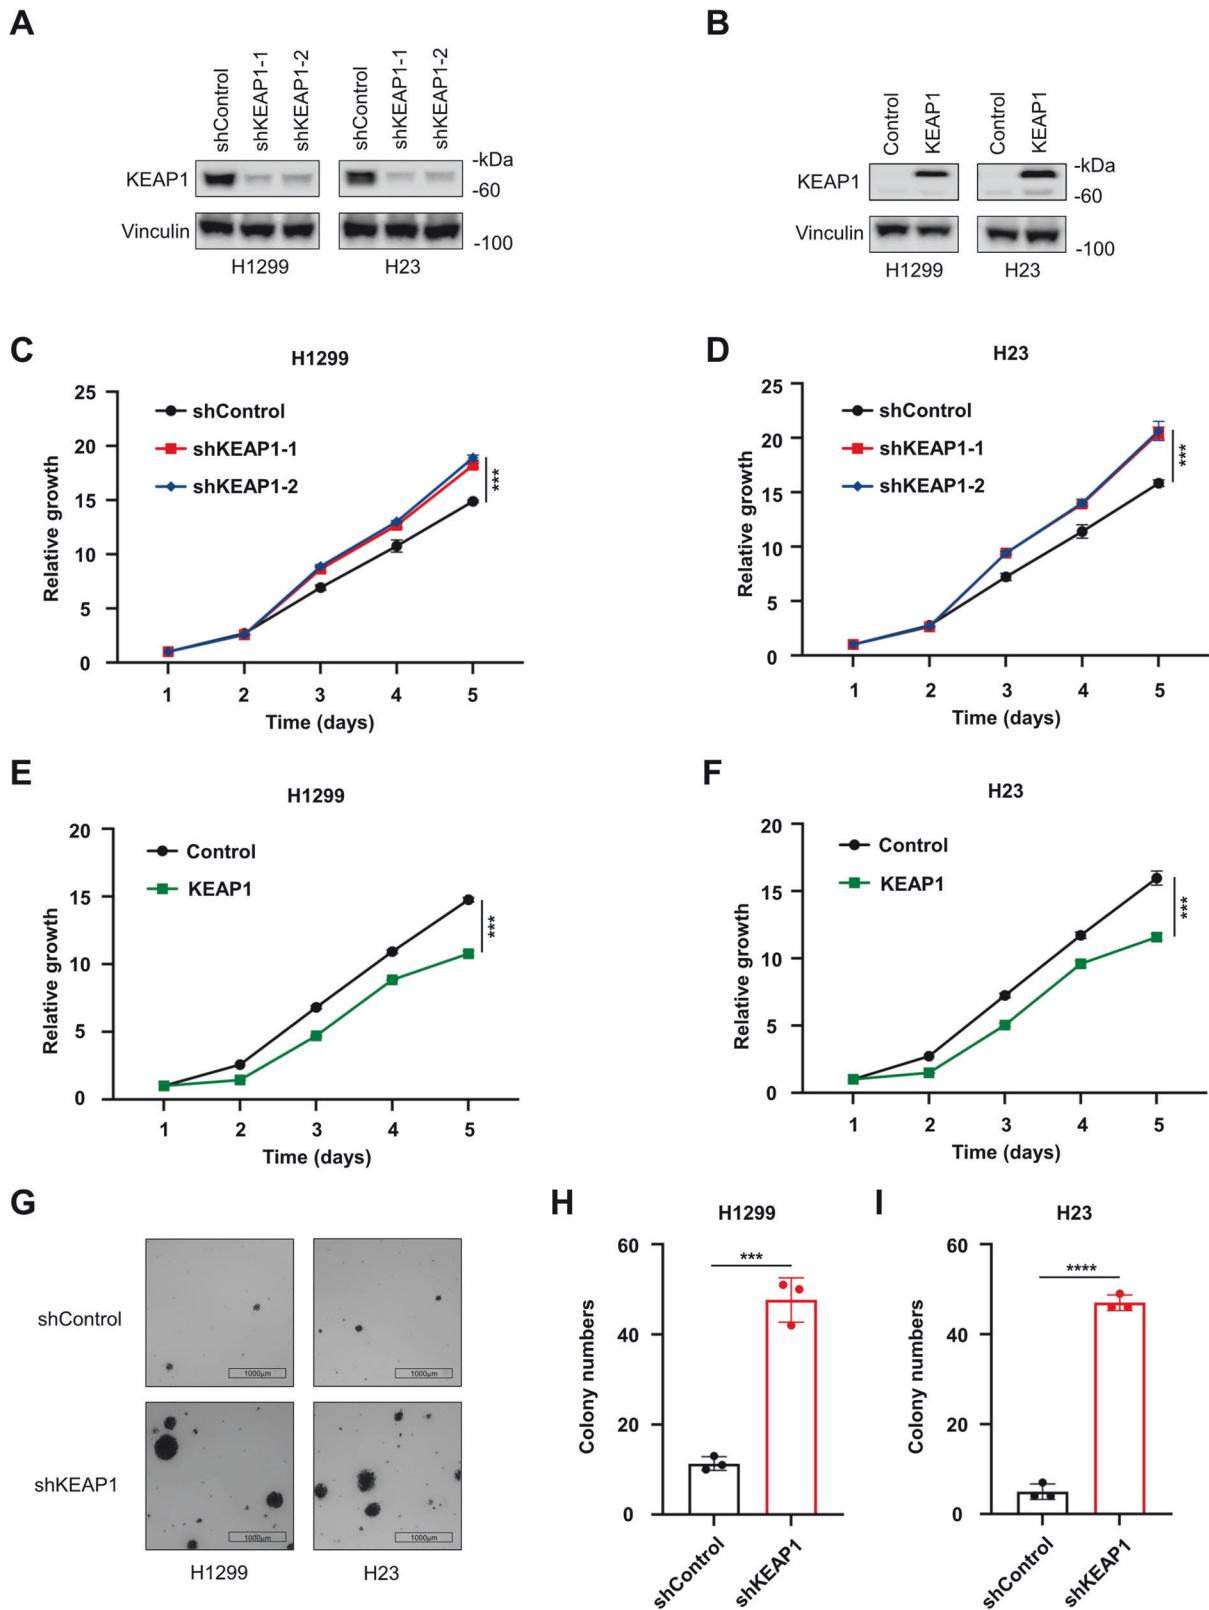 A
shControl
shKEAP1-1
shKEAP1-2
shControl
shKEAP1-1
shKEAP1-2
KEAP1
-kDa
-60
Vinculin
-100
H1299
H23
B
Control
KEAP1
Control
KEAP1
KEAP1
-kDa
-60
Vinculin
-100
H1299
H23
C
H1299
Relative growth
25
20
15
10
5
0
shControl
shKEAP1-1
shKEAP1-2
***
1 2 3 4 5
Time (days)
D
H23
Relative growth
25
20
15
10
5
0
shControl
shKEAP1-1
shKEAP1-2
***
1 2 3 4 5
Time (days)
E
H1299
Relative growth
20
15
10
5
0
Control
KEAP1
***
1 2 3 4 5
Time (days)
F
H23
Relative growth
20
15
10
5
0
Control
KEAP1
***
1 2 3 4 5
Time (days)
G
shControl
1000μm
1000μm
shKEAP1
1000μm
1000μm
H1299
H23
H
H1299
Colony numbers
60
40
20
0
***
shControl
shKEAP1
I
H23
Colony numbers
60
40
20
0
****
shControl
shKEAP1